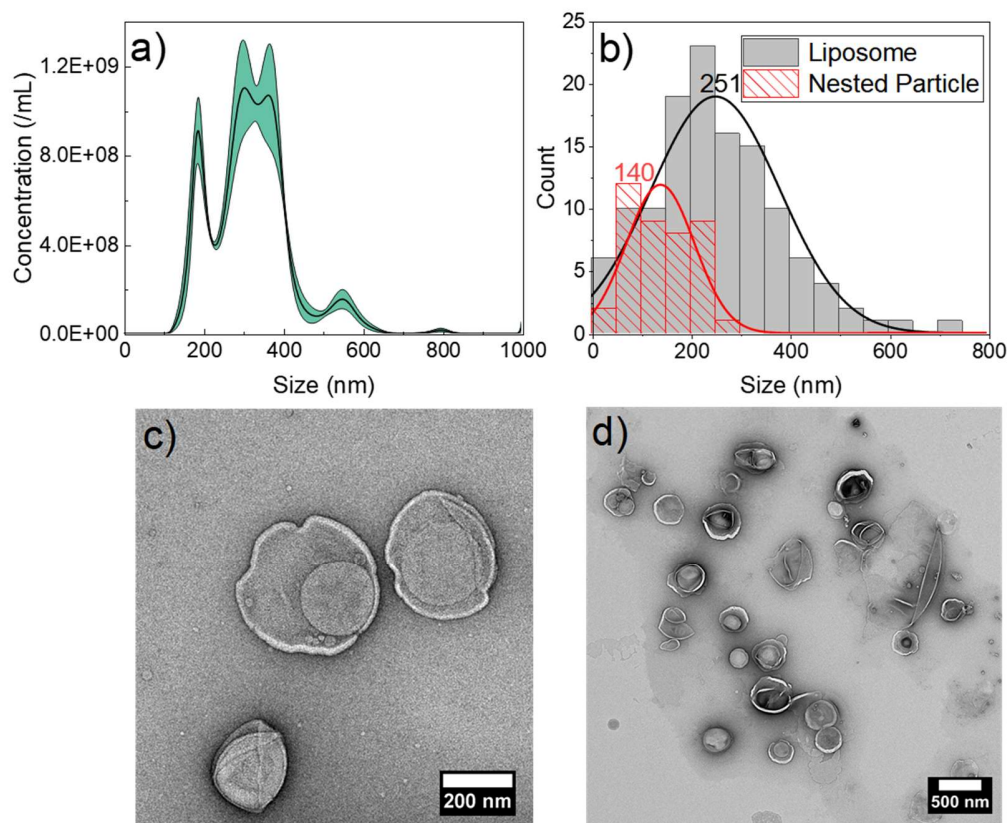 a)
Concentration (/mL)
1.2E+09
8.0E+08
4.0E+08
0.0E+00
0 200 400 600 800 1000
Size (nm)
b)
Liposome
Nested Particle
251
140
Count
25
20
15
10
5
0
0 200 400 600 800
Size (nm)
c)
200 nm
d)
500 nm